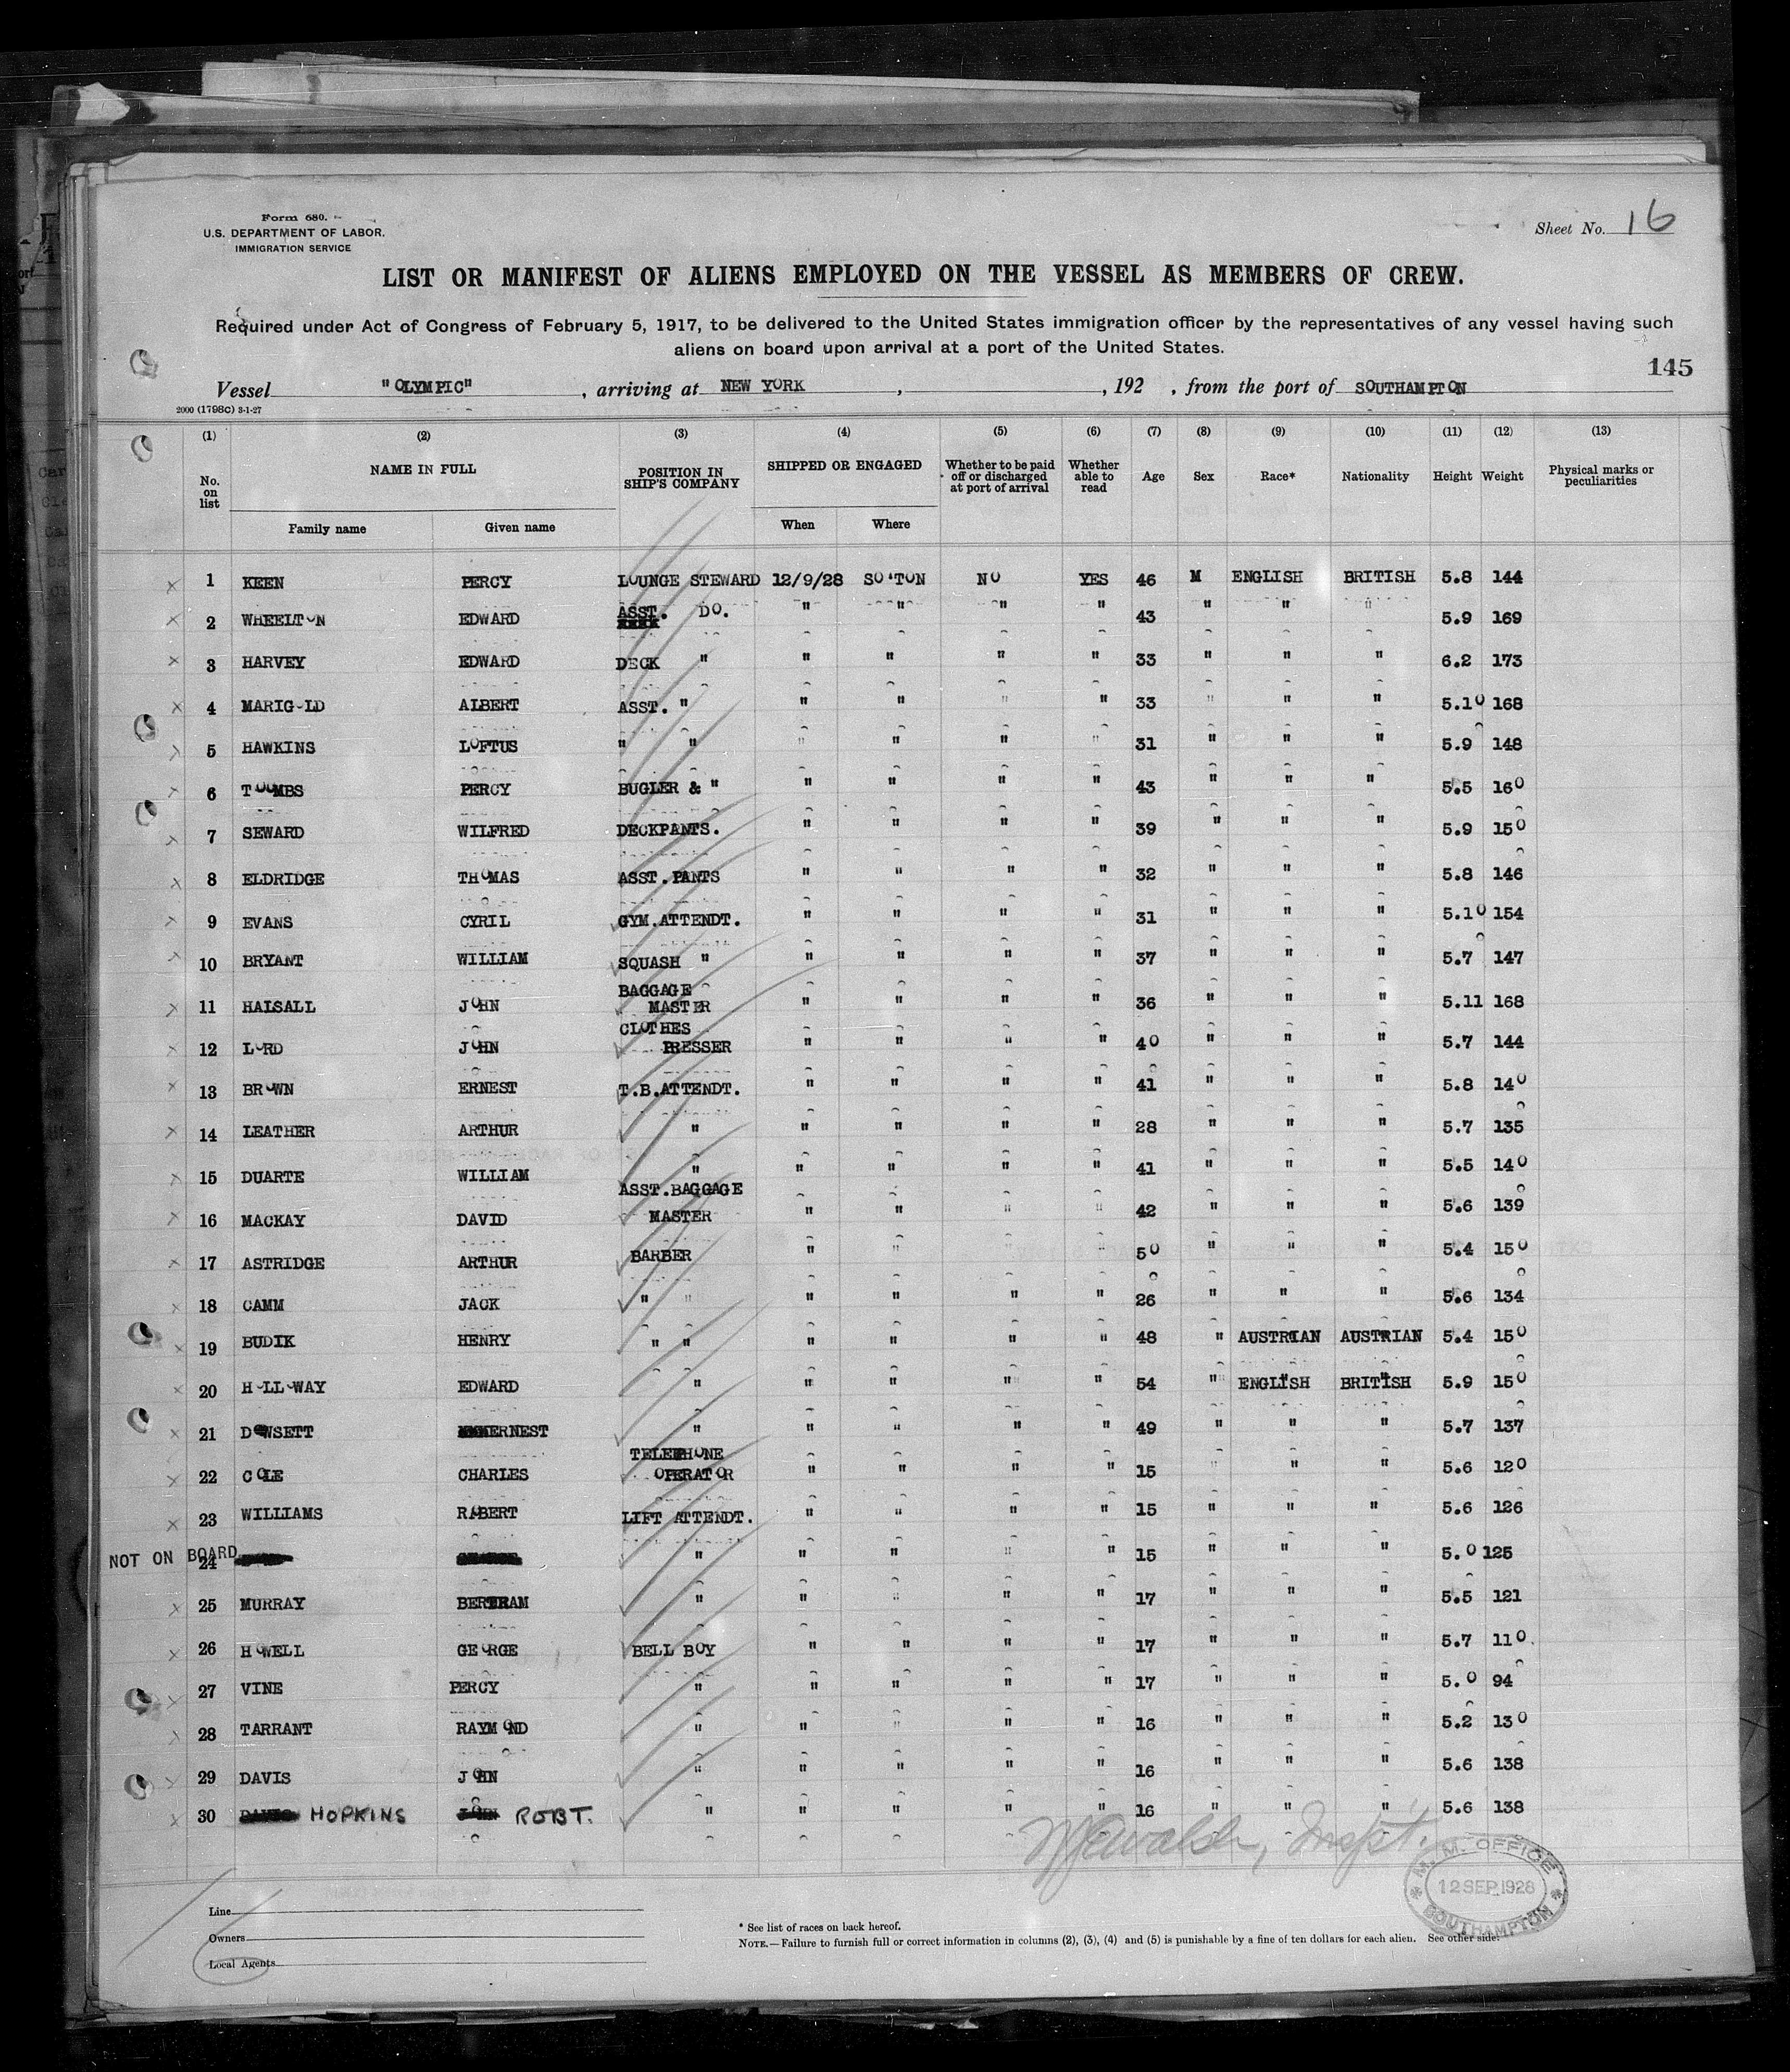 Form 680.
U.S. DEPARTMENT OF LABOR.
IMMIGRATION SERVICE
Sheet No. 16
LIST OR MANIFEST OF ALIENS EMPLOYED ON THE VESSEL AS MEMBERS OF CREW.
Required under Act of Congress of February 5, 1917, to be delivered to the United States immigration officer by the representatives of any vessel having such
aliens on board upon arrival at a port of the United States.
145
Vessel "OLYMPIC" , arriving at NEW YORK , , 192 , from the port of SOUTHAMPTON
2000 (1798C) 3-1-27
(1) (2) (3) (4) (5) (6) (7) (8) (9) (10) (11) (12) (13)
No. on list NAME IN FULL Family name Given name POSITION IN SHIP'S COMPANY SHIPPED OR ENGAGED When Where Whether to be paid off or discharged at port of arrival Whether able to read Age Sex Race* Nationality Height Weight Physical marks or peculiarities
1 KEEN PERCY LOUNGE STEWARD 12/9/28 SO'TON NO YES 46 M ENGLISH BRITISH 5.8 144
2 WHEELTON EDWARD ASST. DO. " " " " 43 " " " 5.9 169
3 HARVEY EDWARD DECK " " " " " 33 " " " 6.2 173
4 MARIGOLD ALBERT ASST. " " " " " 33 " " " 5.10 168
5 HAWKINS LOFTUS " " " " " " 31 " " " 5.9 148
6 TOOMBS PERCY BUGLER & " " " " " 43 " " " 5.5 160
7 SEWARD WILFRED DECKPANTS. " " " " 39 " " " 5.9 150
8 ELDRIDGE THOMAS ASST.PANTS " " " " 32 " " " 5.8 146
9 EVANS CYRIL GYM.ATTENDT. " " " " 31 " " " 5.10 154
10 BRYANT WILLIAM SQUASH " " " " " 37 " " " 5.7 147
11 HALSALL JOHN BAGGAGE MASTER " " " " 36 " " " 5.11 168
12 LORD JOHN CLOTHES PRESSER " " " " 40 " " " 5.7 144
13 BROWN ERNEST T.B.ATTENDT. " " " " 41 " " " 5.8 140
14 LEATHER ARTHUR " " " " " 28 " " " 5.7 135
15 DUARTE WILLIAM " " " " " 41 " " " 5.5 140
16 MACKAY DAVID ASST.BAGGAGE MASTER " " " " 42 " " " 5.6 139
17 ASTRIDGE ARTHUR BARBER " " " " 50 " " " 5.4 150
18 CAMM JACK " " " " " " 26 " " " 5.6 134
19 BUDIK HENRY " " " " " " 48 " AUSTRIAN AUSTRIAN 5.4 150
20 HOLLOWAY EDWARD " " " " " 54 " ENGLISH BRITISH 5.9 150
21 DOWSETT ERNEST " " " " " 49 " " " 5.7 137
22 COLE CHARLES TELEPHONE OPERATOR " " " " 15 " " " 5.6 120
23 WILLIAMS ROBERT LIFT ATTENDT. " " " " 15 " " " 5.6 126
NOT ON BOARD 24 " " " " " 15 " " " 5.0 125
25 MURRAY BERTRAM " " " " " 17 " " " 5.5 121
26 HOWELL GEORGE BELL BOY " " " " 17 " " " 5.7 110
27 VINE PERCY " " " " " 17 " " " 5.0 94
28 TARRANT RAYMOND " " " " " 16 " " " 5.2 130
29 DAVIS JOHN " " " " " 16 " " " 5.6 138
30 DAVIS HOPKINS JOHN ROBT. " " " " " 16 " " " 5.6 138
Inspt.
M. M. OFFICE
12 SEP. 1928
SOUTHAMPTON
Line
Owners
Local Agents
* See list of races on back hereof.
NOTE.—Failure to furnish full or correct information in columns (2), (3), (4) and (5) is punishable by a fine of ten dollars for each alien. See other side.